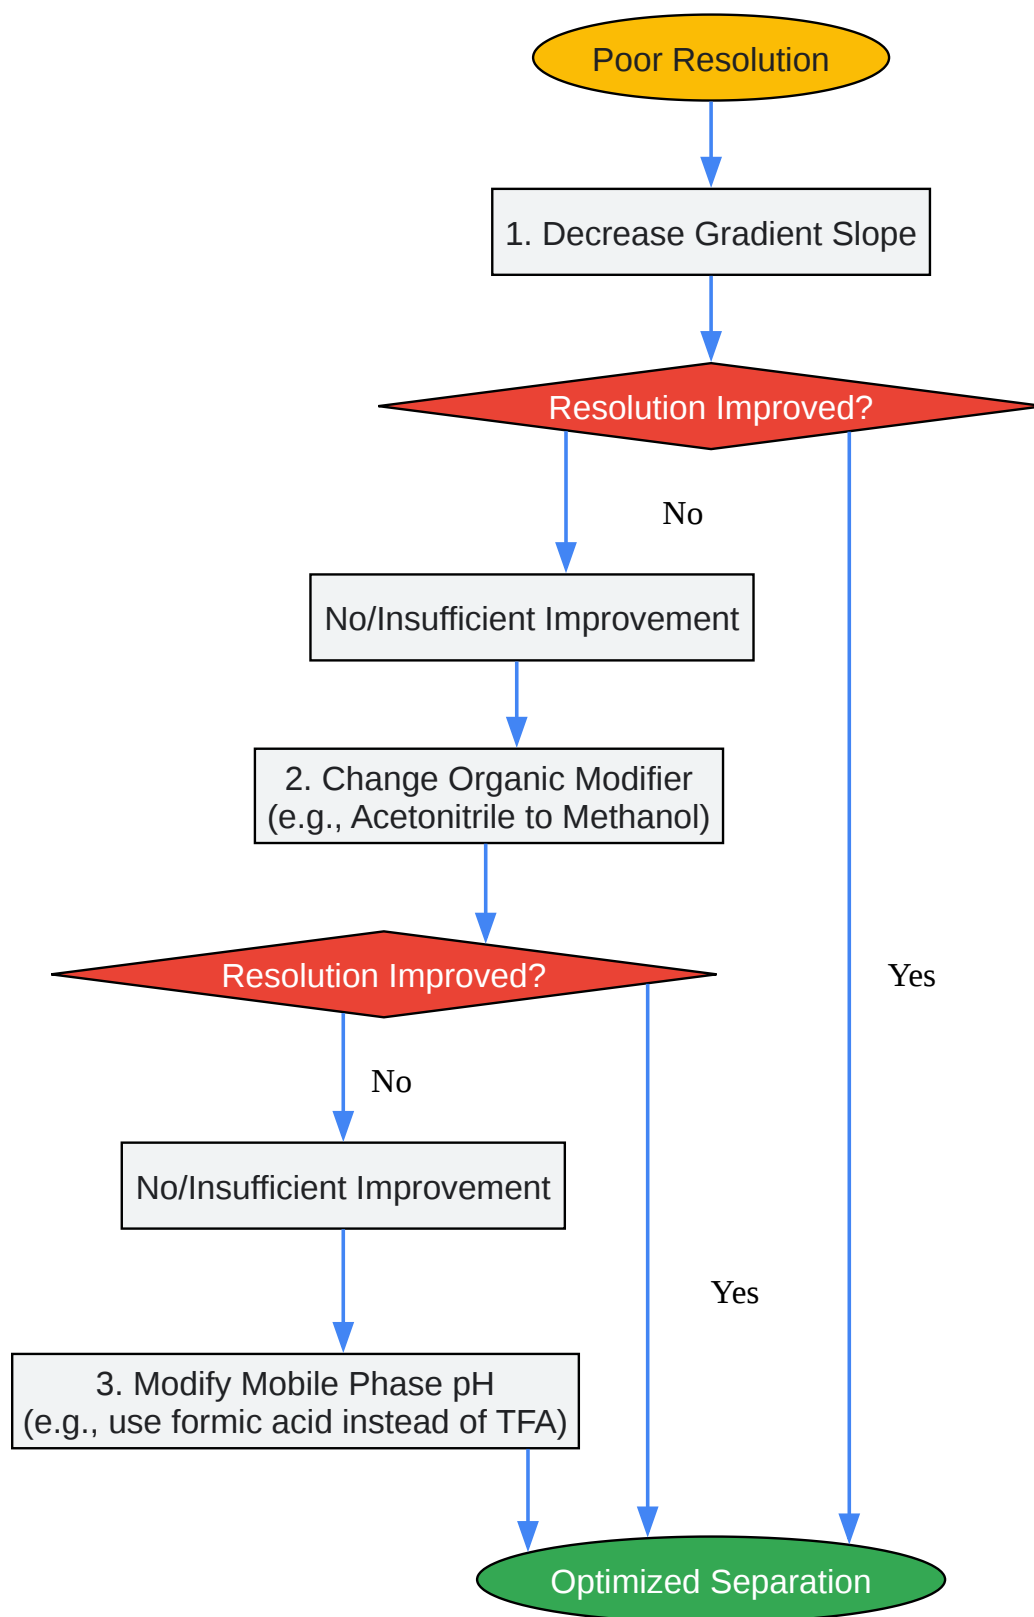 Poor Resolution
1. Decrease Gradient Slope
Resolution Improved?
No
No/Insufficient Improvement
2. Change Organic Modifier
(e.g., Acetonitrile to Methanol)
Resolution Improved?
Yes
No
No/Insufficient Improvement
Yes
3. Modify Mobile Phase pH
(e.g., use formic acid instead of TFA)
Optimized Separation